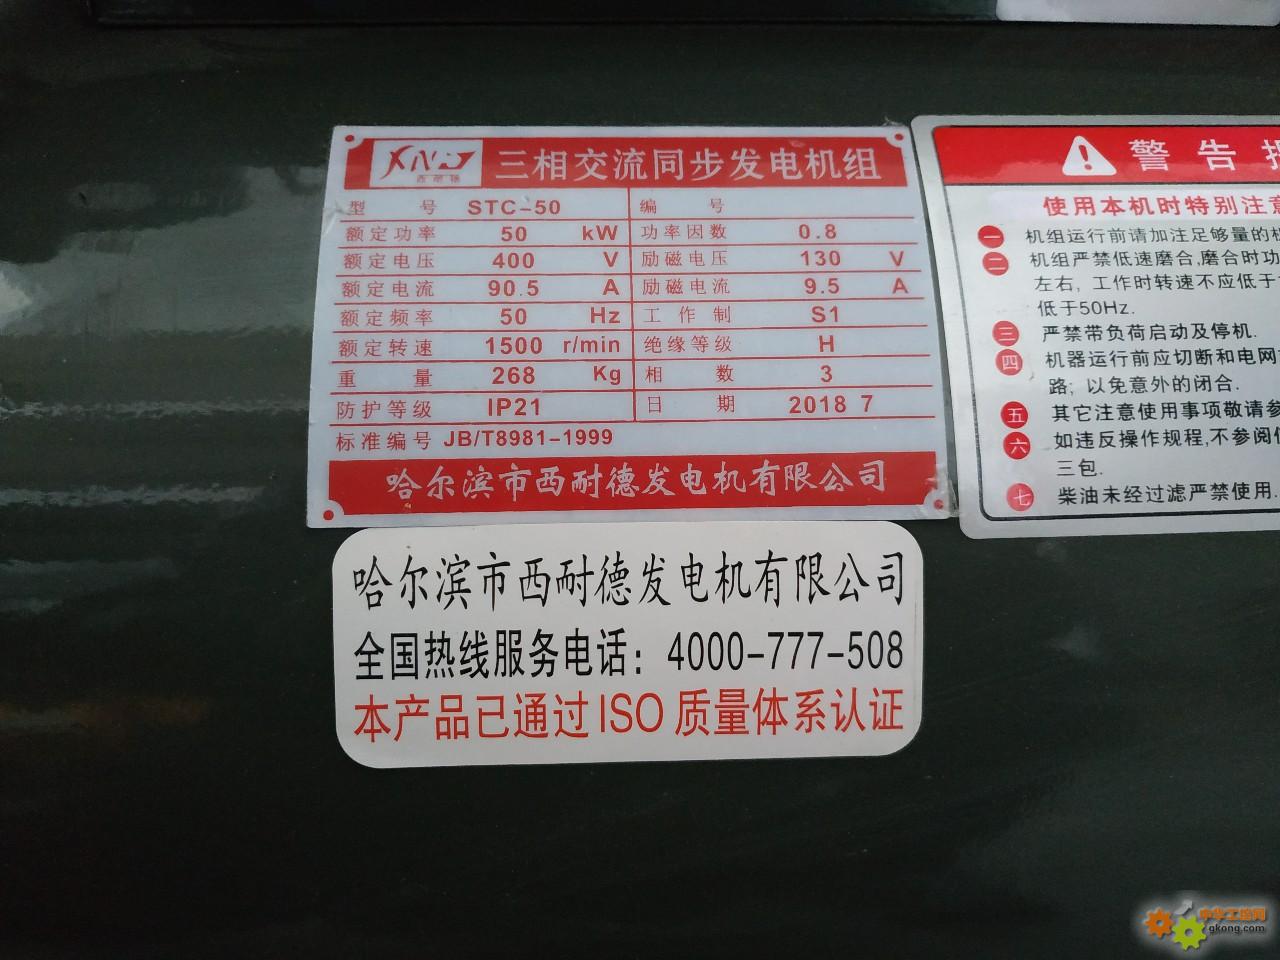 XIND
西耐德
三相交流同步发电机组
型 号 STC-50 编 号
额定功率 50 kW 功率因数 0.8
额定电压 400 V 励磁电压 130 V
额定电流 90.5 A 励磁电流 9.5 A
额定频率 50 Hz 工作制 S1
额定转速 1500 r/min 绝缘等级 H
重 量 268 Kg 相 数 3
防护等级 IP21 日 期 2018 7
标准编号 JB/T8981-1999
哈尔滨市西耐德发电机有限公司
哈尔滨市西耐德发电机有限公司
全国热线服务电话：4000-777-508
本产品已通过ISO质量体系认证
警告
使用本机时特别注意
一 机组运行前请加注足够量的
二 机组严禁低速磨合,磨合时功
左右, 工作时转速不应低于
低于50Hz.
三 严禁带负荷启动及停机.
四 机器运行前应切断和电网
路; 以免意外的闭合.
五 其它注意使用事项敬请参
六 如违反操作规程,不参阅
三包.
七 柴油未经过滤严禁使用.
中华工控网
gkong.com